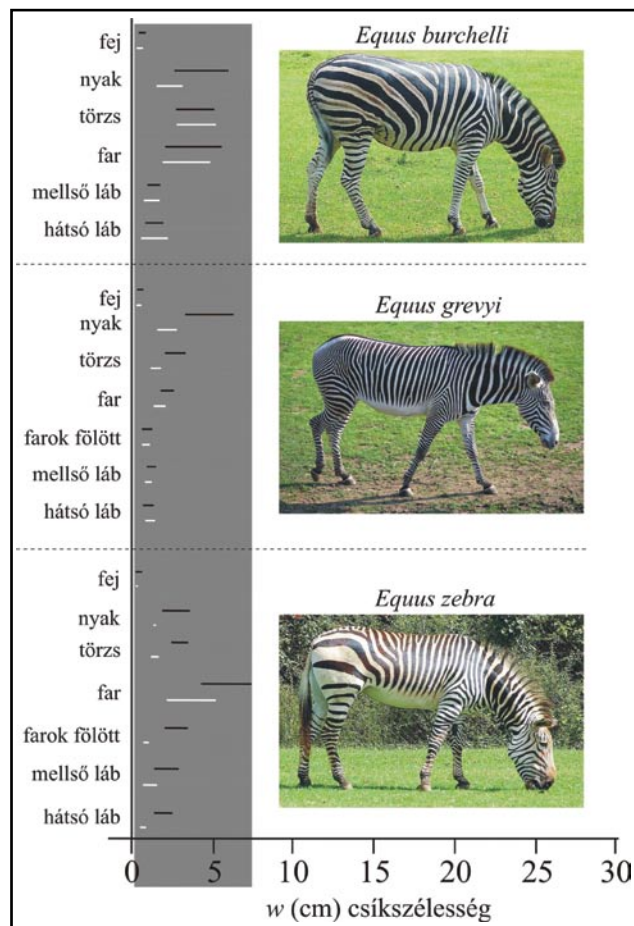 Equus burchelli
fej
nyak
törzs
far
mellső láb
hátsó láb
Equus grevyi
fej
nyak
törzs
far
farok fölött
mellső láb
hátsó láb
Equus zebra
fej
nyak
törzs
far
farok fölött
mellső láb
hátsó láb
0 5 10 15 20 25 30
w (cm) csíkszélesség